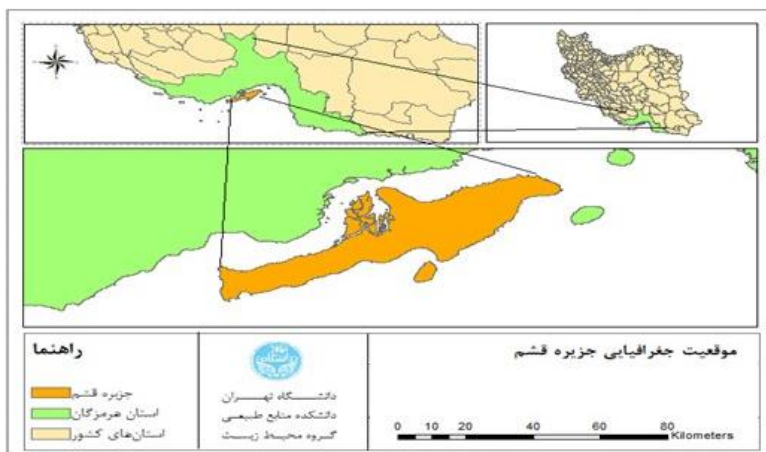 موقعیت جغرافیایی جزیره قشم
راهنما
جزیره قشم
استان هرمزگان
استان‌های کشور
دانشگاه تهران
دانشکده منابع طبیعی
گروه محیط زیست
0 10 20 40 60 80
Kilometers